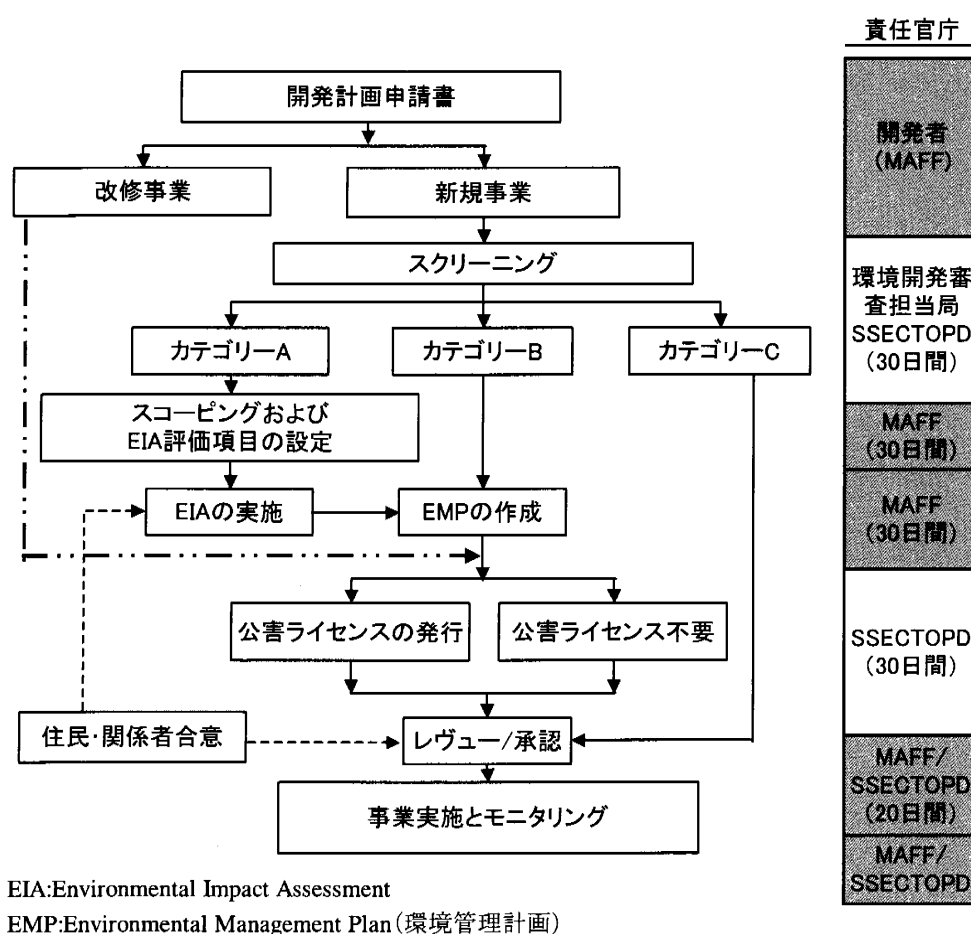 責任官庁
開発計画申請書
開発者
(MAFF)
改修事業
新規事業
スクリーニング
環境開発審
査担当局
SSECTOPD
(30日間)
カテゴリーA
カテゴリーB
カテゴリーC
スコーピングおよび
EIA評価項目の設定
MAFF
(30日間)
EIAの実施
EMPの作成
MAFF
(30日間)
公害ライセンスの発行
公害ライセンス不要
SSECTOPD
(30日間)
住民・関係者合意
レヴュー/承認
MAFF/
SSECTOPD
(20日間)
事業実施とモニタリング
MAFF/
SSECTOPD
EIA:Environmental Impact Assessment
EMP:Environmental Management Plan(環境管理計画)